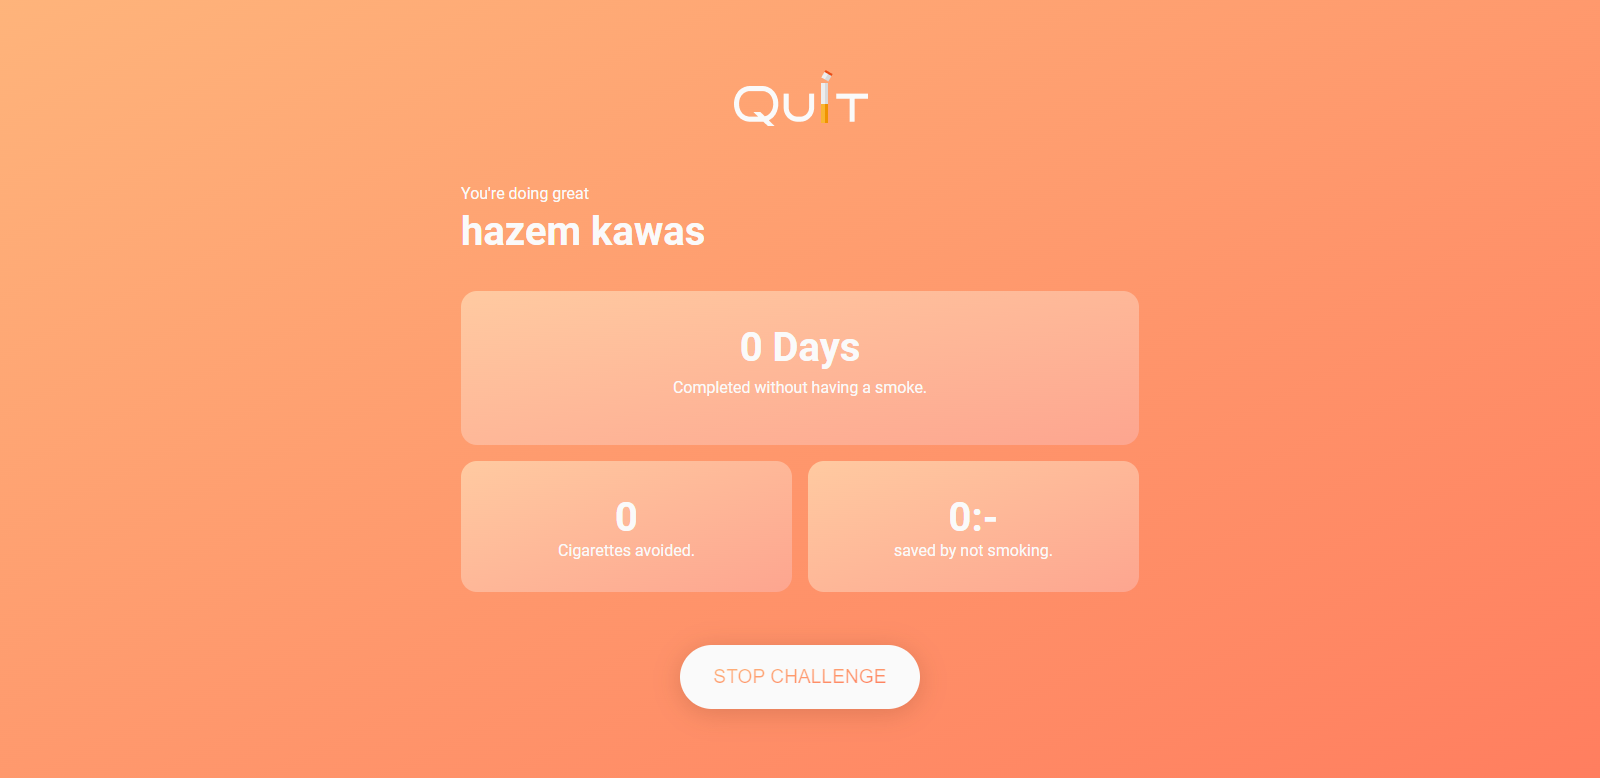 QuiT
You're doing great
hazem kawas
0 Days
Completed without having a smoke.
0
Cigarettes avoided.
0:-
saved by not smoking.
STOP CHALLENGE